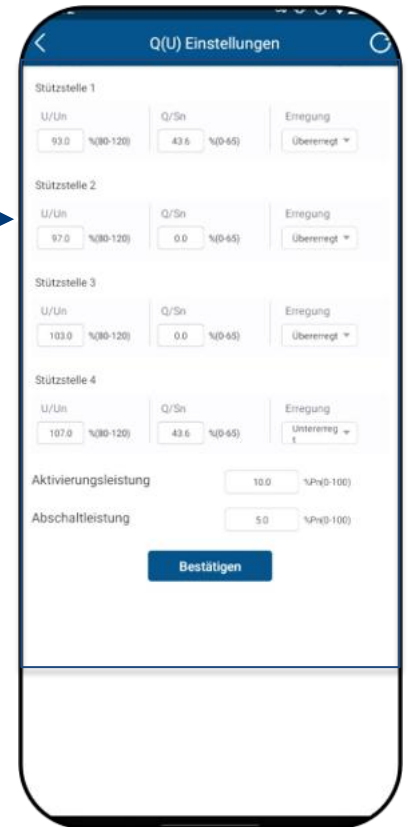 Q(U) Einstellungen
Stützstelle 1
U/Un Q/Sn Erregung
93.0 %(80-120) 43.6 %(0-65) Übererregt
Stützstelle 2
U/Un Q/Sn Erregung
97.0 %(80-120) 0.0 %(0-65) Übererregt
Stützstelle 3
U/Un Q/Sn Erregung
103.0 %(80-120) 0.0 %(0-65) Übererregt
Stützstelle 4
U/Un Q/Sn Erregung
107.0 %(80-120) 43.6 %(0-65) Untererreg
t
Aktivierungsleistung 10.0 %Pn(0-100)
Abschaltleistung 5.0 %Pn(0-100)
Bestätigen